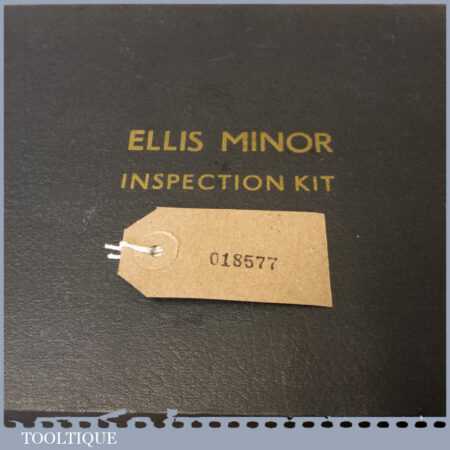 ELLIS MINOR
INSPECTION KIT
018577
TOOLTIQUE